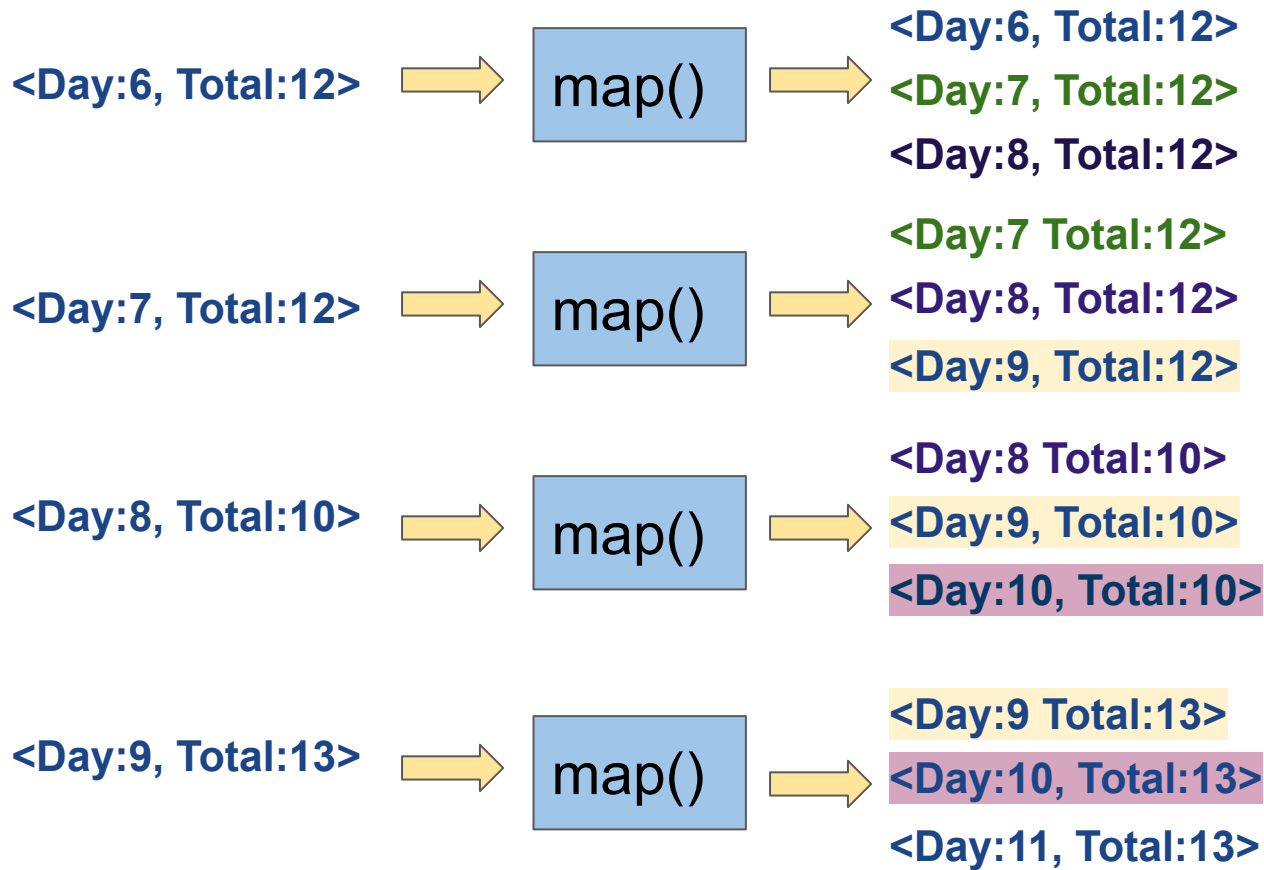 <Day:6, Total:12>
map()
<Day:6, Total:12>
<Day:7, Total:12>
<Day:8, Total:12>
<Day:7, Total:12>
map()
<Day:7 Total:12>
<Day:8, Total:12>
<Day:9, Total:12>
<Day:8, Total:10>
map()
<Day:8 Total:10>
<Day:9, Total:10>
<Day:10, Total:10>
<Day:9, Total:13>
map()
<Day:9 Total:13>
<Day:10, Total:13>
<Day:11, Total:13>